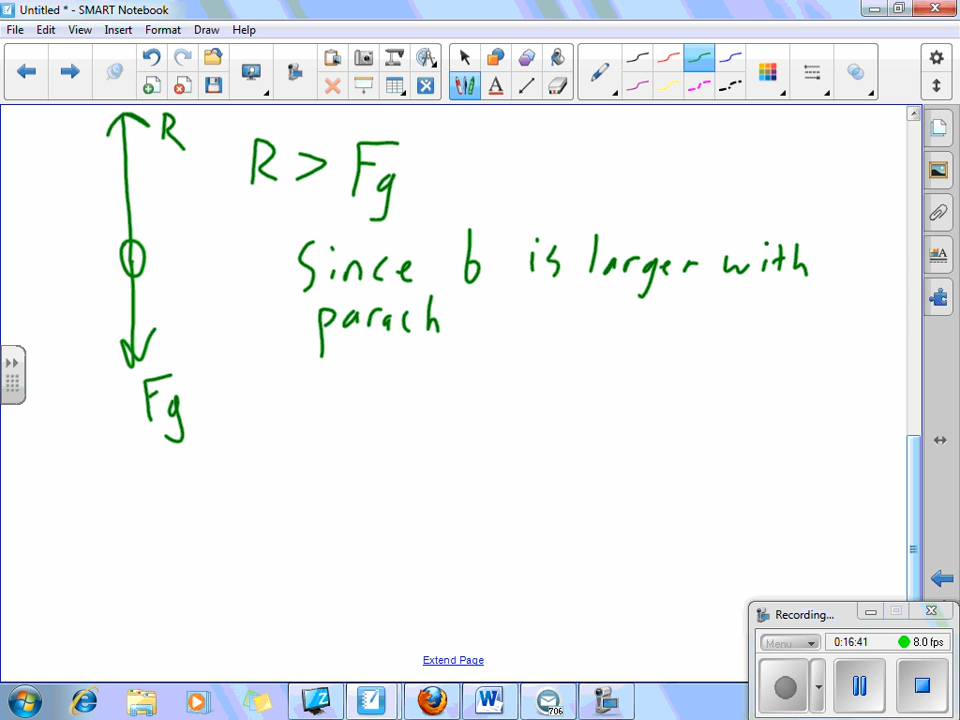 Untitled * - SMART Notebook
File Edit View Insert Format Draw Help
R
R > Fg
Since b is larger with
parach
Fg
Extend Page
Recording...
Menu
0:16:41
8.0 fps
706